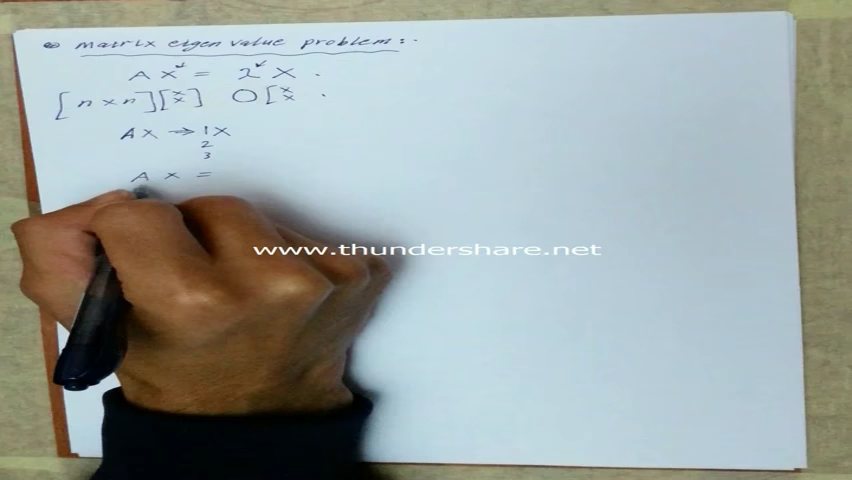 matrix eigen value problem :-
A X = λ X .
[ n x n ] [ x x ] O [ x x .
A X → 1 X
2
3
A X =
www.thundershare.net